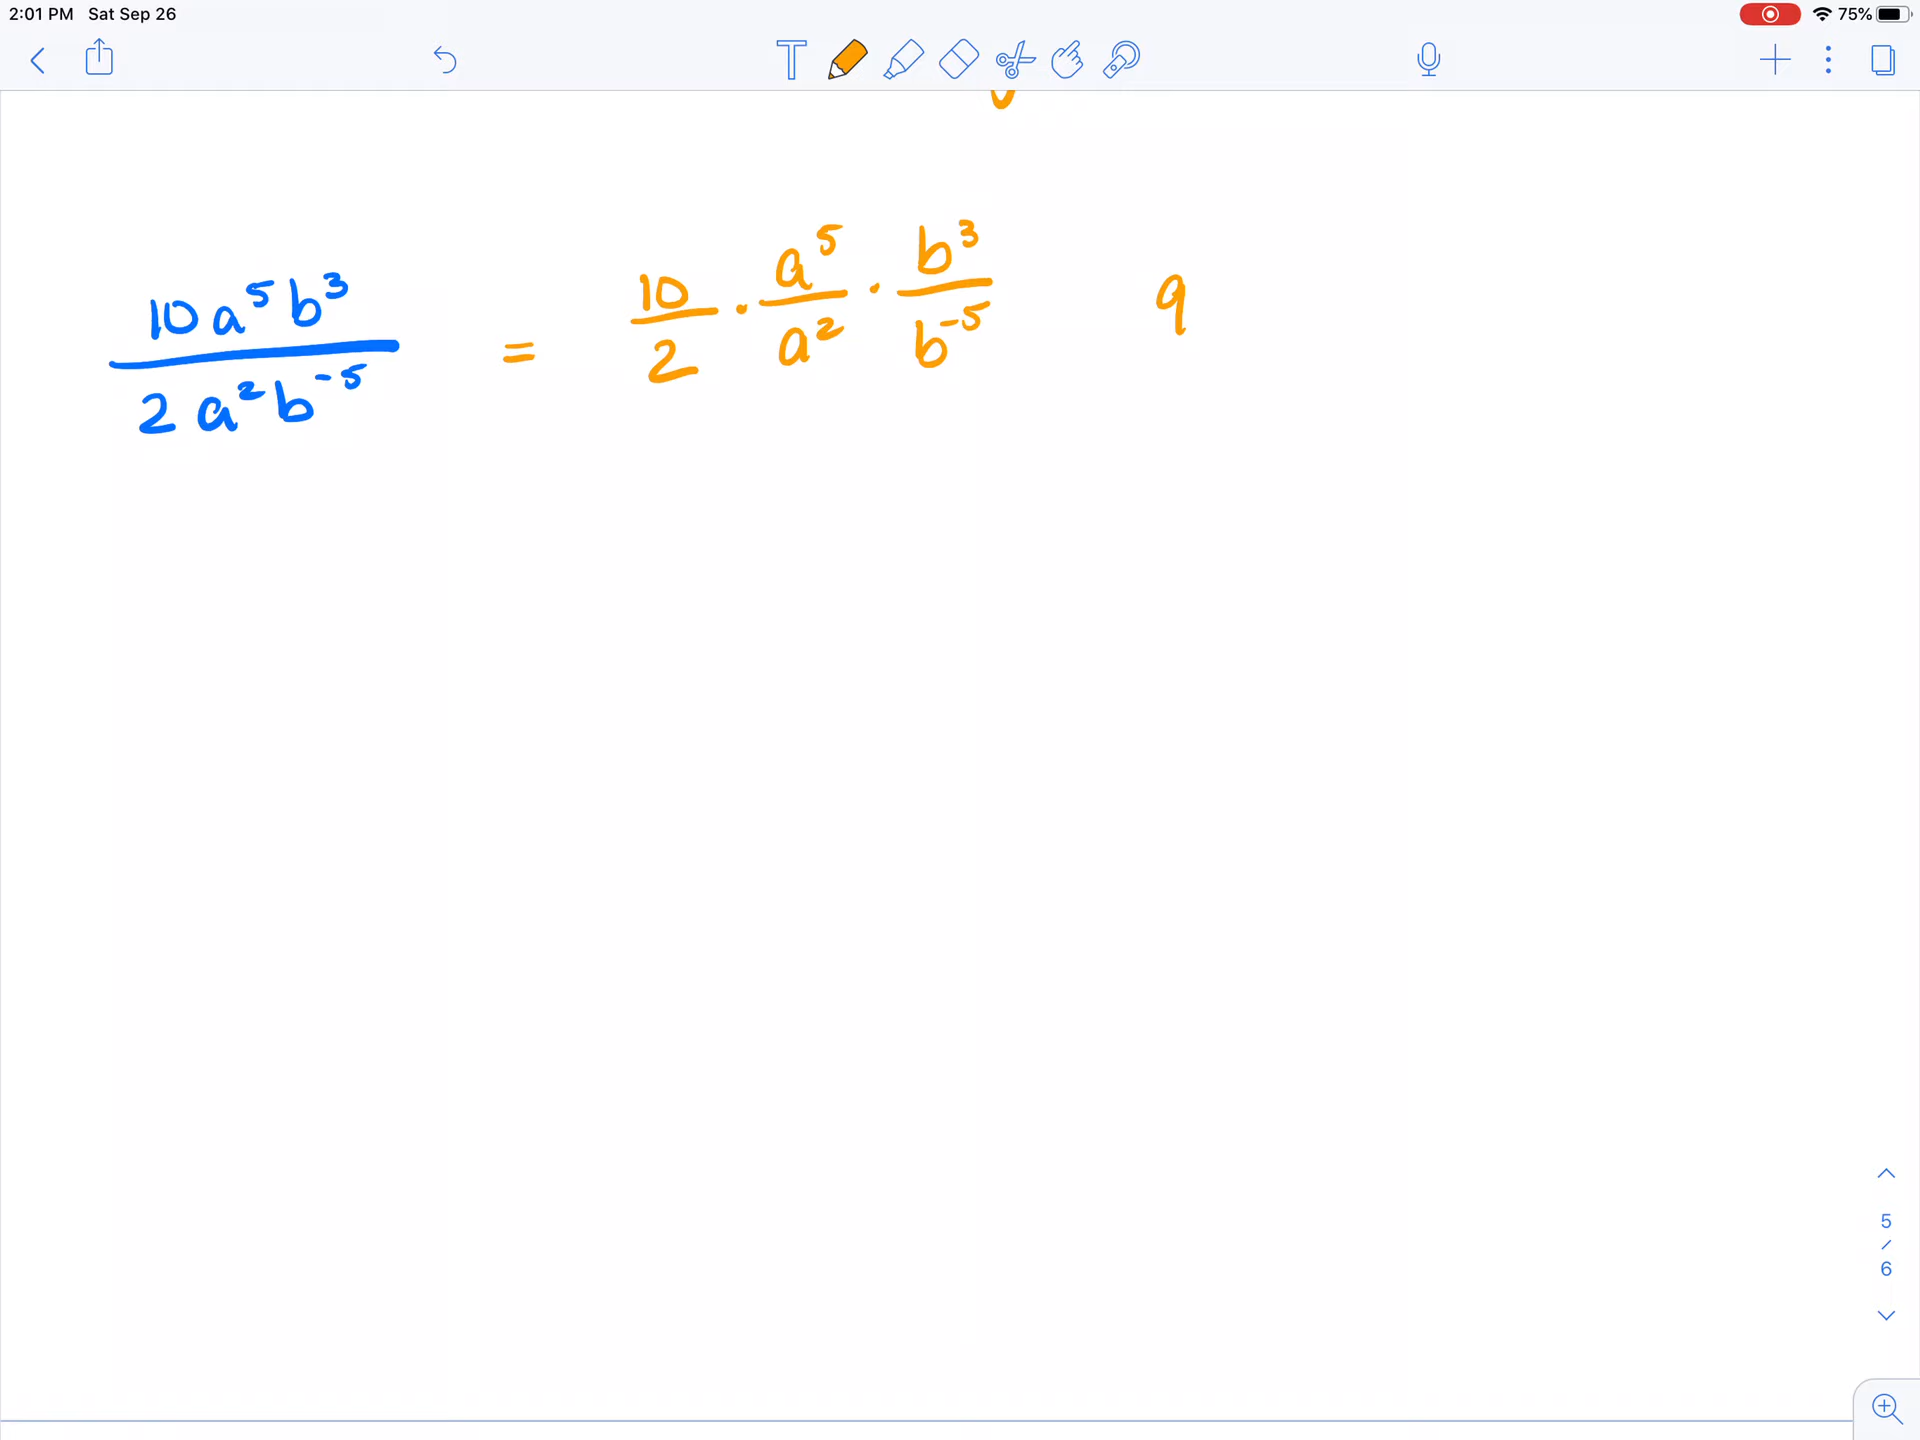 2:01 PM Sat Sep 26 75%
T
10a⁵b³ / 2a²b⁻⁵ = 10/2 · a⁵/a² · b³/b⁻⁵ 9
5
/
6